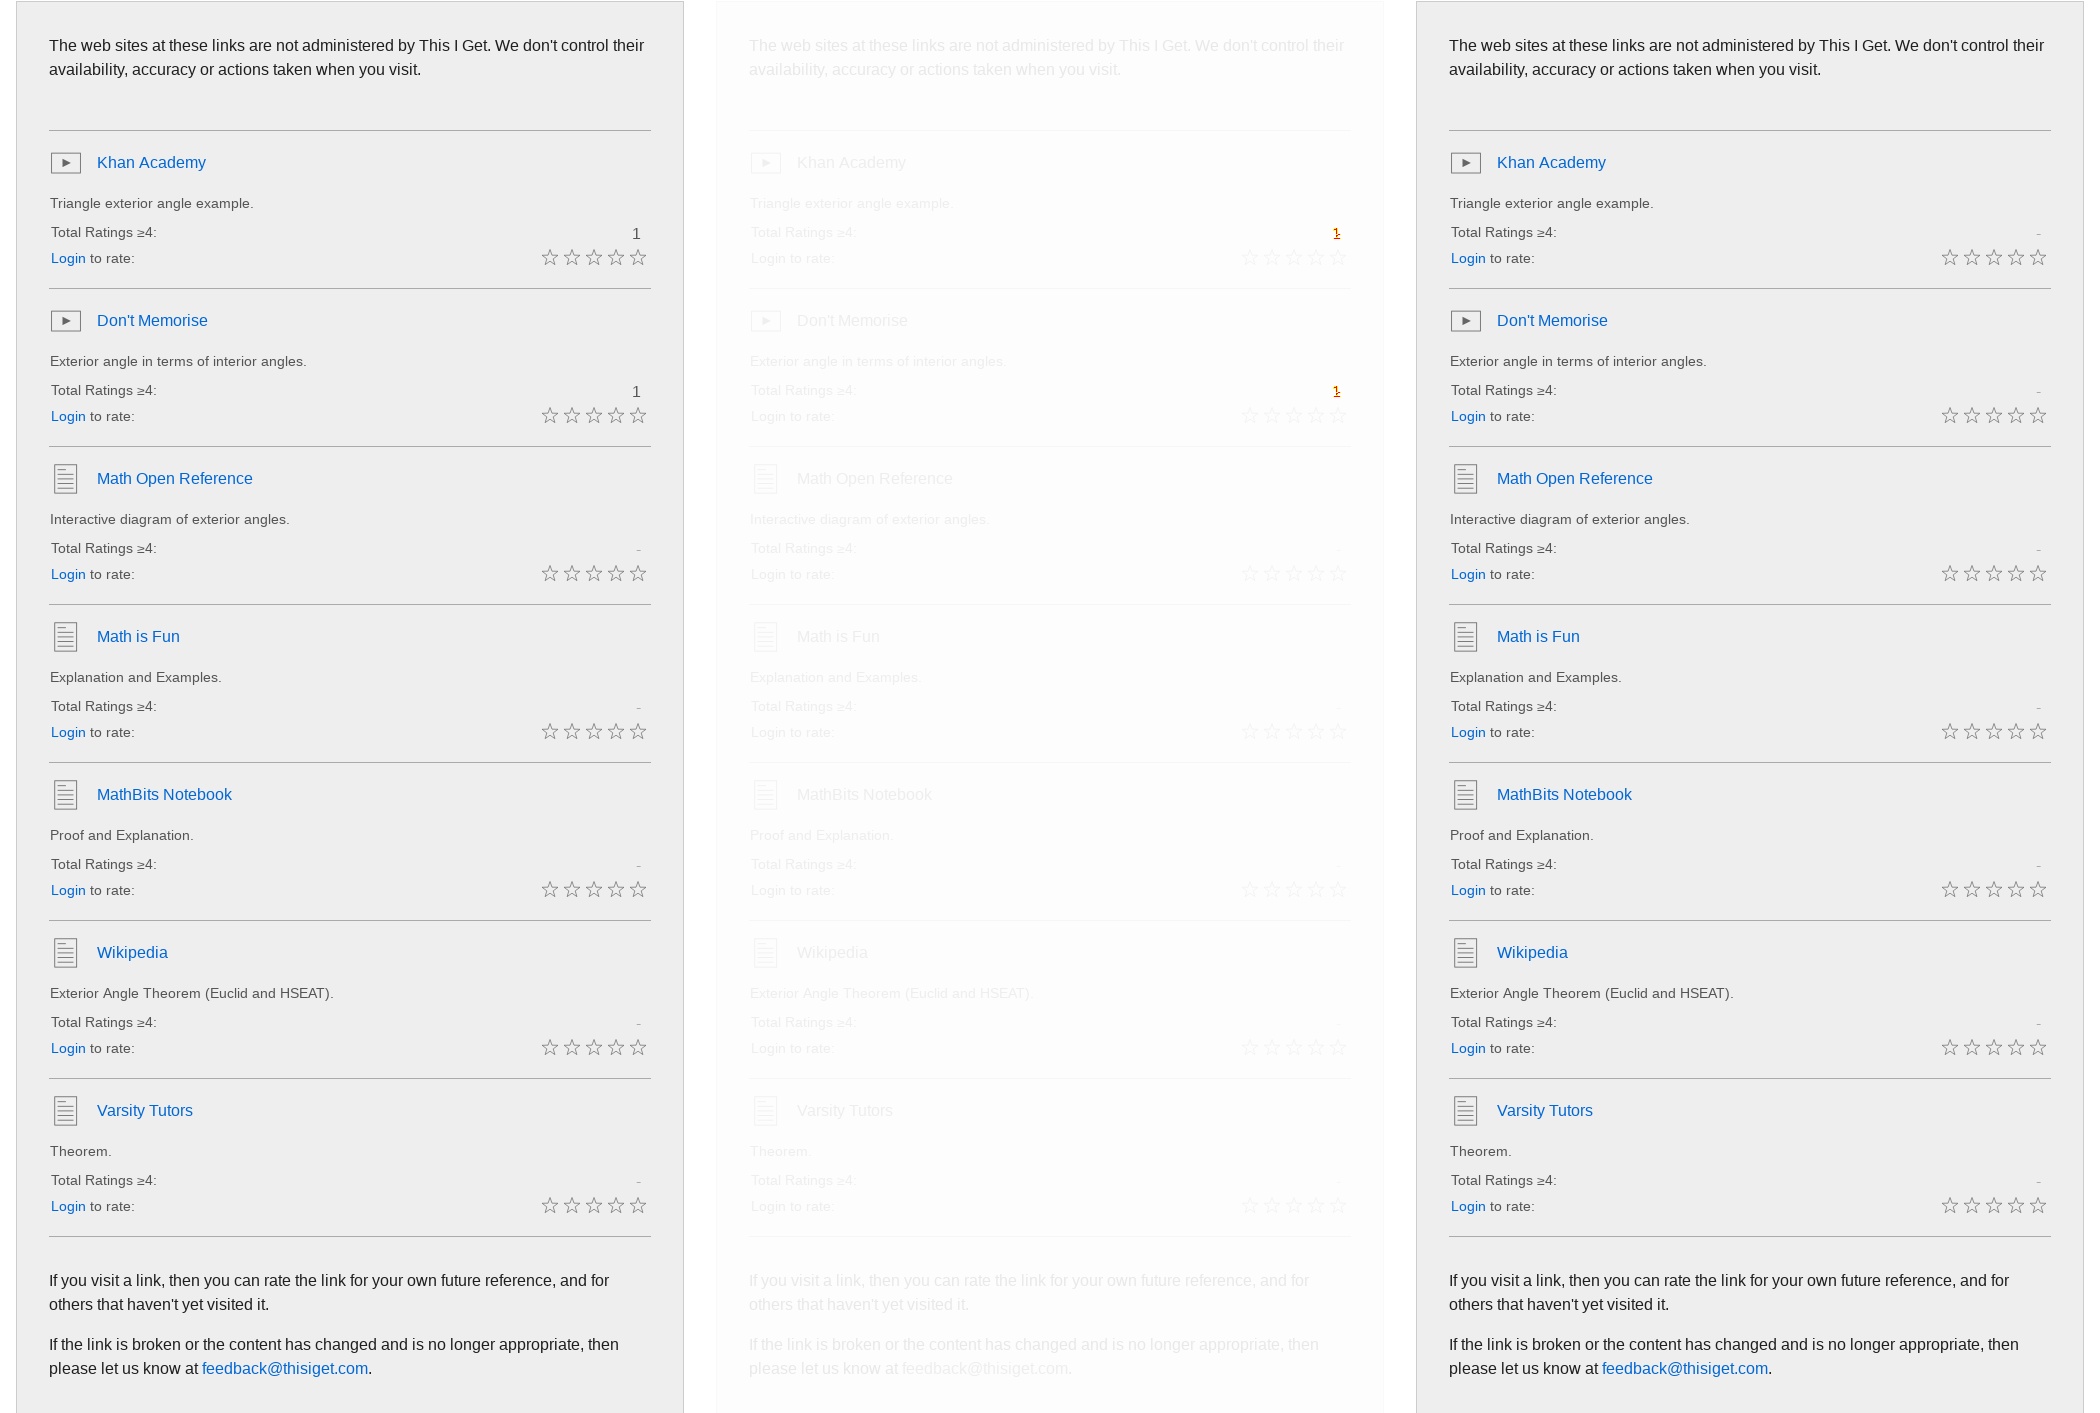 The web sites at these links are not administered by This I Get. We don't control their
availability, accuracy or actions taken when you visit.
Khan Academy
Triangle exterior angle example.
Total Ratings ≥4: 1
Login to rate:
Don't Memorise
Exterior angle in terms of interior angles.
Total Ratings ≥4: 1
Login to rate:
Math Open Reference
Interactive diagram of exterior angles.
Total Ratings ≥4: -
Login to rate:
Math is Fun
Explanation and Examples.
Total Ratings ≥4: -
Login to rate:
MathBits Notebook
Proof and Explanation.
Total Ratings ≥4: -
Login to rate:
Wikipedia
Exterior Angle Theorem (Euclid and HSEAT).
Total Ratings ≥4: -
Login to rate:
Varsity Tutors
Theorem.
Total Ratings ≥4: -
Login to rate:
If you visit a link, then you can rate the link for your own future reference, and for
others that haven't yet visited it.
If the link is broken or the content has changed and is no longer appropriate, then
please let us know at feedback@thisiget.com.
The web sites at these links are not administered by This I Get. We don't control their
availability, accuracy or actions taken when you visit.
Khan Academy
Triangle exterior angle example.
Total Ratings ≥4: 1
Login to rate:
Don't Memorise
Exterior angle in terms of interior angles.
Total Ratings ≥4: 1
Login to rate:
Math Open Reference
Interactive diagram of exterior angles.
Total Ratings ≥4:
Login to rate:
Math is Fun
Explanation and Examples.
Total Ratings ≥4:
Login to rate:
MathBits Notebook
Proof and Explanation.
Total Ratings ≥4:
Login to rate:
Wikipedia
Exterior Angle Theorem (Euclid and HSEAT).
Total Ratings ≥4:
Login to rate:
Varsity Tutors
Theorem.
Total Ratings ≥4:
Login to rate:
If you visit a link, then you can rate the link for your own future reference, and for
others that haven't yet visited it.
If the link is broken or the content has changed and is no longer appropriate, then
please let us know at feedback@thisiget.com.
The web sites at these links are not administered by This I Get. We don't control their
availability, accuracy or actions taken when you visit.
Khan Academy
Triangle exterior angle example.
Total Ratings ≥4: -
Login to rate:
Don't Memorise
Exterior angle in terms of interior angles.
Total Ratings ≥4: -
Login to rate:
Math Open Reference
Interactive diagram of exterior angles.
Total Ratings ≥4: -
Login to rate:
Math is Fun
Explanation and Examples.
Total Ratings ≥4: -
Login to rate:
MathBits Notebook
Proof and Explanation.
Total Ratings ≥4: -
Login to rate:
Wikipedia
Exterior Angle Theorem (Euclid and HSEAT).
Total Ratings ≥4: -
Login to rate:
Varsity Tutors
Theorem.
Total Ratings ≥4: -
Login to rate:
If you visit a link, then you can rate the link for your own future reference, and for
others that haven't yet visited it.
If the link is broken or the content has changed and is no longer appropriate, then
please let us know at feedback@thisiget.com.